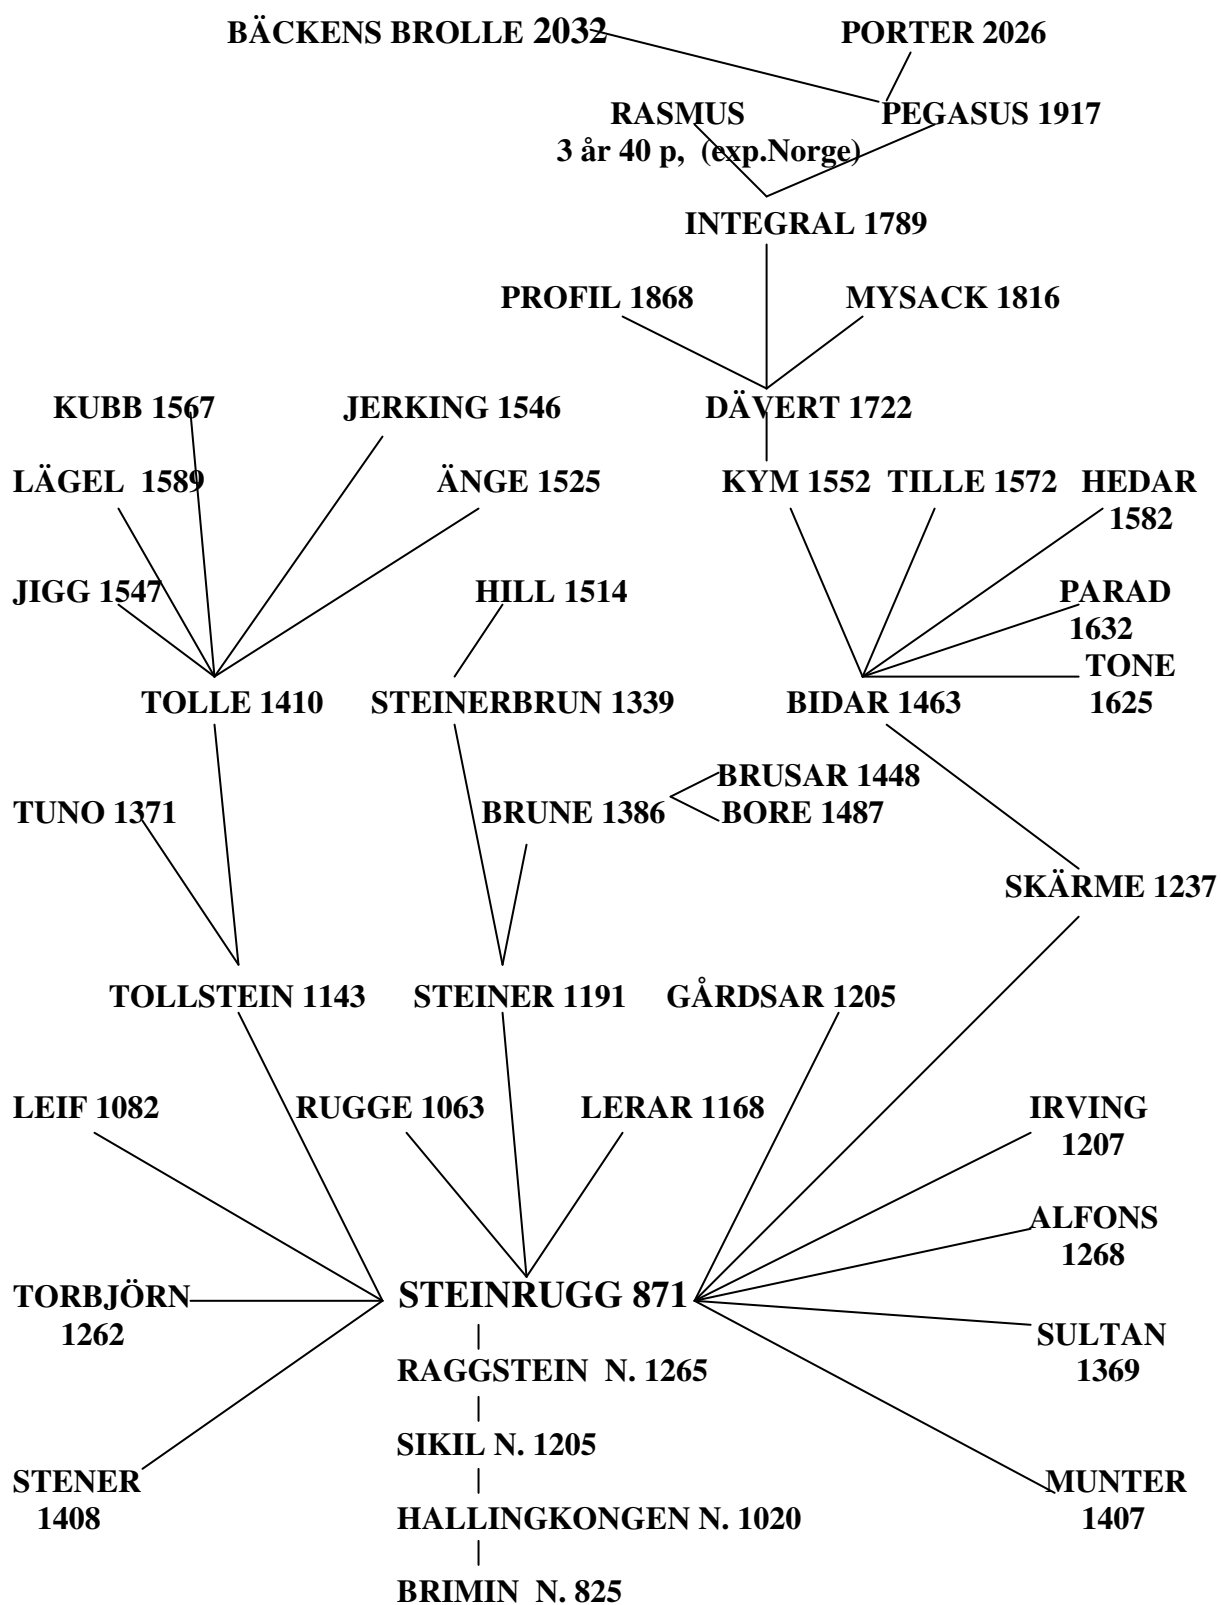 BÄCKENS BROLLE 2032 PORTER 2026
RASMUS PEGASUS 1917
3 år 40 p, (exp.Norge)
INTEGRAL 1789
PROFIL 1868 MYSACK 1816
KUBB 1567 JERKING 1546 DÄVERT 1722
LÄGEL 1589 ÄNGE 1525 KYM 1552 TILLE 1572 HEDAR
1582
JIGG 1547 HILL 1514 PARAD
1632
TONE
TOLLE 1410 STEINERBRUN 1339 BIDAR 1463 1625
BRUSAR 1448
TUNO 1371 BRUNE 1386 BORE 1487
SKÄRME 1237
TOLLSTEIN 1143 STEINER 1191 GÅRDSAR 1205
LEIF 1082 RUGGE 1063 LERAR 1168 IRVING
1207
ALFONS
1268
TORBJÖRN STEINRUGG 871
1262 SULTAN
RAGGSTEIN N. 1265 1369
SIKIL N. 1205
STENER MUNTER
1408 HALLINGKONGEN N. 1020 1407
BRIMIN N. 825